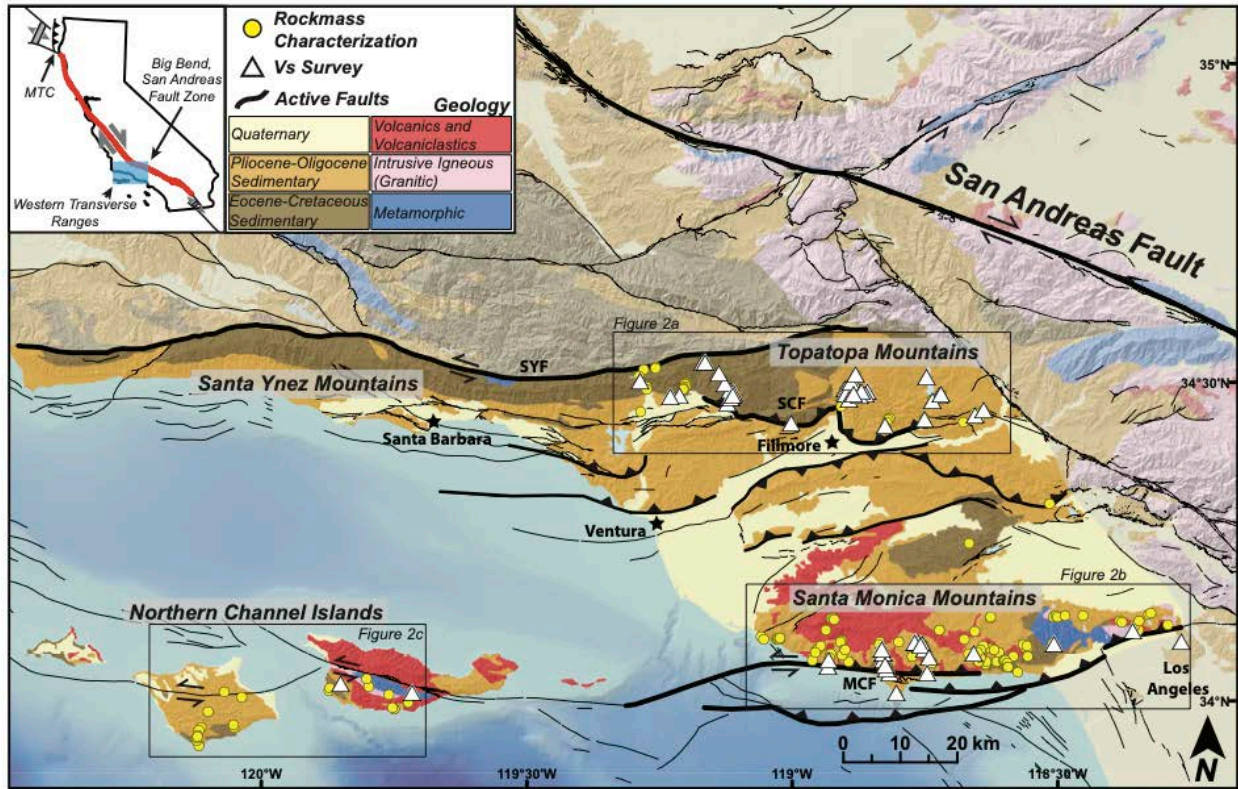 MTC
Big Bend,
San Andreas
Fault Zone
Western Transverse
Ranges
Rockmass
Characterization
Vs Survey
Active Faults
Geology
Quaternary
Volcanics and
Volcaniclastics
Pliocene-Oligocene
Sedimentary
Intrusive Igneous
(Granitic)
Eocene-Cretaceous
Sedimentary
Metamorphic
35°N
San Andreas Fault
Figure 2a
Topatopa Mountains
SYF
Santa Ynez Mountains
34°30'N
SCF
Santa Barbara
Fillmore
Ventura
Figure 2b
Santa Monica Mountains
Northern Channel Islands
Figure 2c
MCF
Los
Angeles
34°N
0 10 20 km
N
120°W
119°30'W
119°W
118°30'W